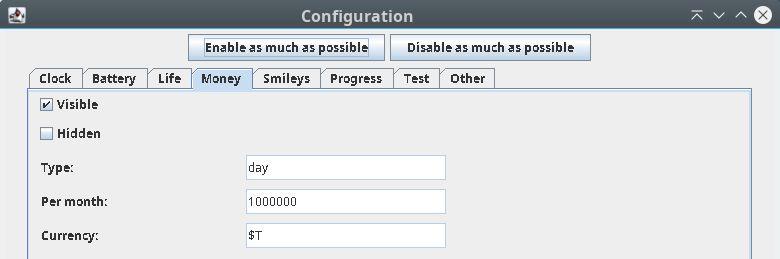 Configuration
Enable as much as possible Disable as much as possible
Clock Battery Life Money Smileys Progress Test Other
Visible
Hidden
Type: day
Per month: 1000000
Currency: $T